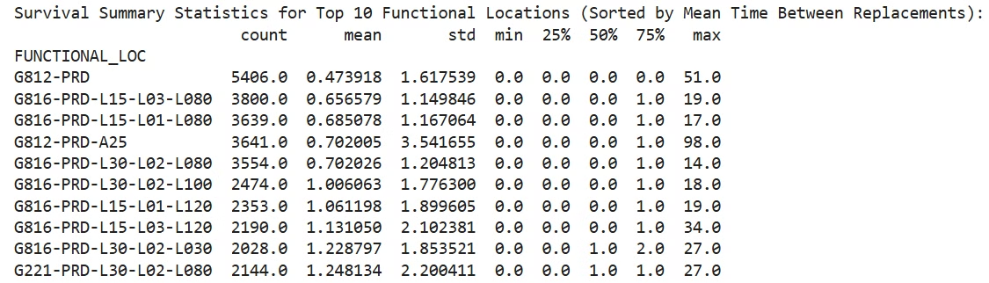 Survival Summary Statistics for Top 10 Functional Locations (Sorted by Mean Time Between Replacements):
count mean std min 25% 50% 75% max
FUNCTIONAL_LOC
G812-PRD 5406.0 0.473918 1.617539 0.0 0.0 0.0 0.0 51.0
G816-PRD-L15-L03-L080 3800.0 0.656579 1.149846 0.0 0.0 0.0 1.0 19.0
G816-PRD-L15-L01-L080 3639.0 0.685078 1.167064 0.0 0.0 0.0 1.0 17.0
G812-PRD-A25 3641.0 0.702005 3.541655 0.0 0.0 0.0 1.0 98.0
G816-PRD-L30-L02-L080 3554.0 0.702026 1.204813 0.0 0.0 0.0 1.0 14.0
G816-PRD-L30-L02-L100 2474.0 1.006063 1.776300 0.0 0.0 0.0 1.0 18.0
G816-PRD-L15-L01-L120 2353.0 1.061198 1.899605 0.0 0.0 0.0 1.0 19.0
G816-PRD-L15-L03-L120 2190.0 1.131050 2.102381 0.0 0.0 0.0 1.0 34.0
G816-PRD-L30-L02-L030 2028.0 1.228797 1.853521 0.0 0.0 1.0 2.0 27.0
G221-PRD-L30-L02-L080 2144.0 1.248134 2.200411 0.0 0.0 1.0 1.0 27.0